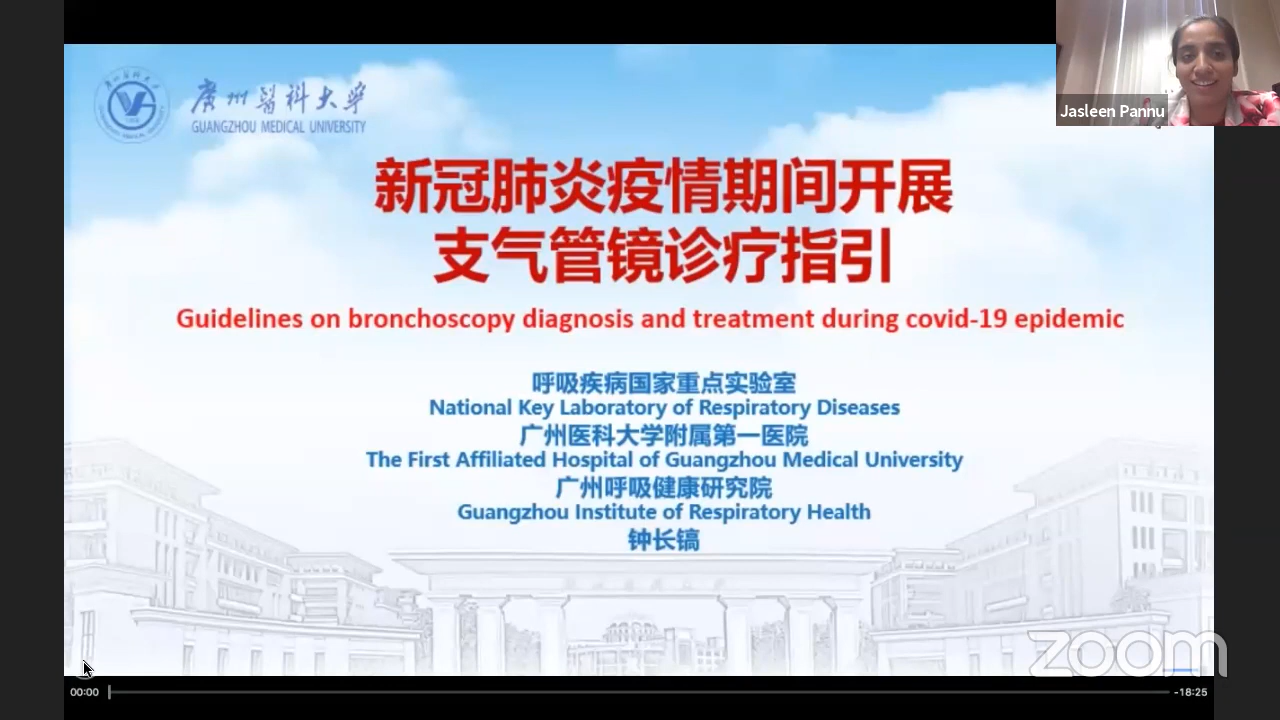 Jasleen Pannu
廣州醫科大学
GUANGZHOU MEDICAL UNIVERSITY
新冠肺炎疫情期间开展
支气管镜诊疗指引
Guidelines on bronchoscopy diagnosis and treatment during covid-19 epidemic
呼吸疾病国家重点实验室
National Key Laboratory of Respiratory Diseases
广州医科大学附属第一医院
The First Affiliated Hospital of Guangzhou Medical University
广州呼吸健康研究院
Guangzhou Institute of Respiratory Health
钟长镐
zoom
00:00
-18:25